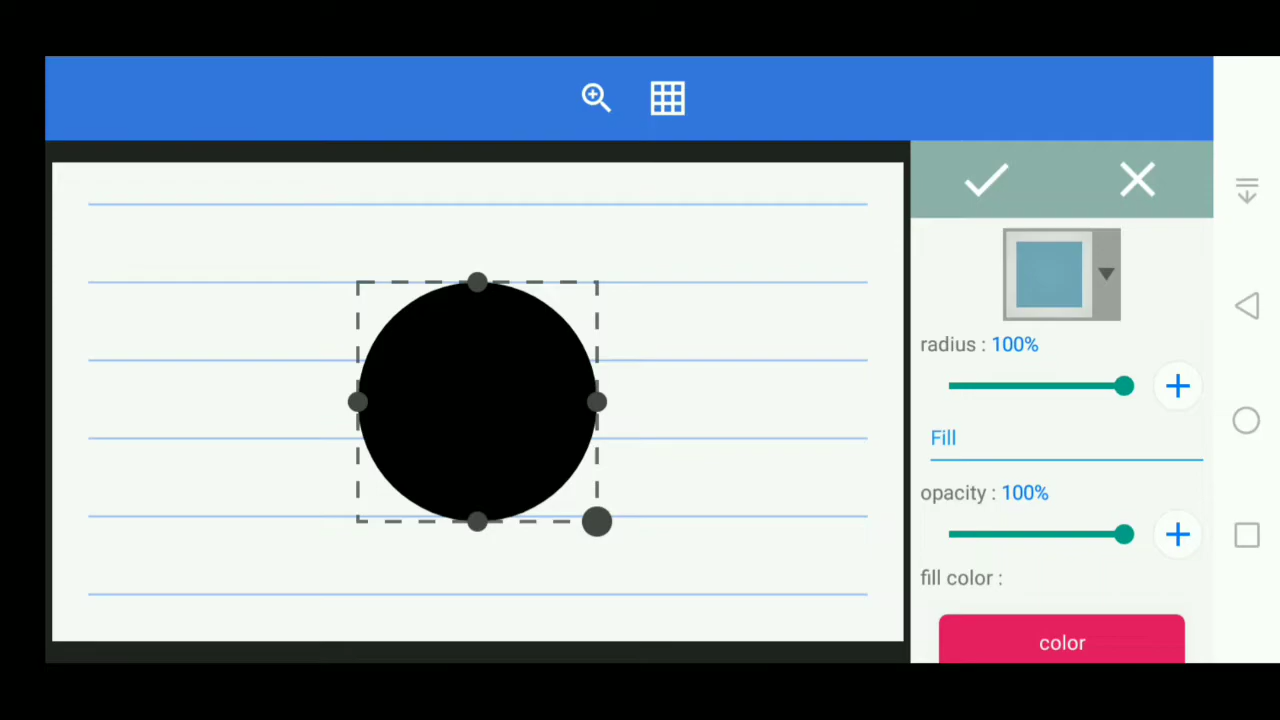 radius : 100%
Fill
opacity : 100%
fill color :
color